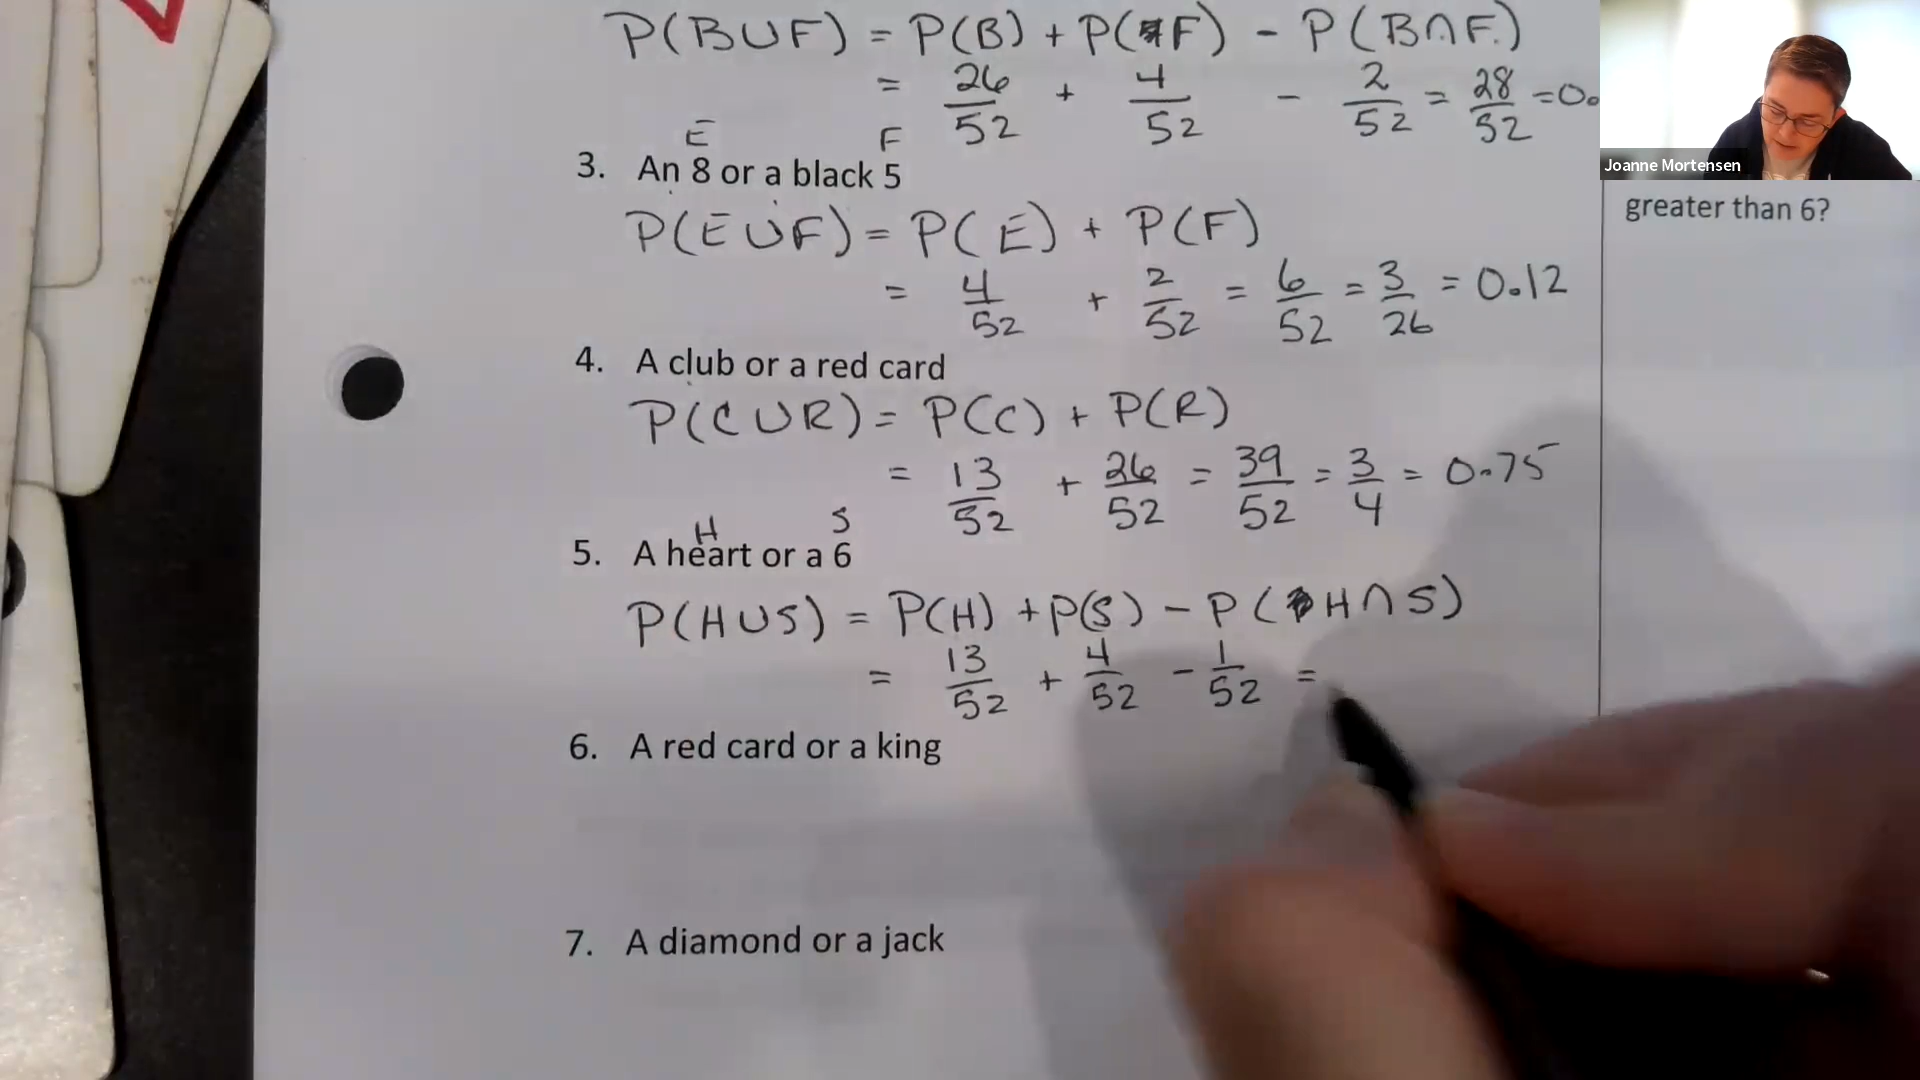 P(B∪F) = P(B) + P(F) - P(B∩F)
= 26/52 + 4/52 - 2/52 = 28/52 = 0.
E F
3. An 8 or a black 5
P(E∪F) = P(E) + P(F)
= 4/52 + 2/52 = 6/52 = 3/26 = 0.12
4. A club or a red card
P(C∪R) = P(C) + P(R)
= 13/52 + 26/52 = 39/52 = 3/4 = 0.75
H S
5. A heart or a 6
P(H∪S) = P(H) + P(S) - P(H∩S)
= 13/52 + 4/52 - 1/52 =
6. A red card or a king
7. A diamond or a jack
greater than 6?
Joanne Mortensen